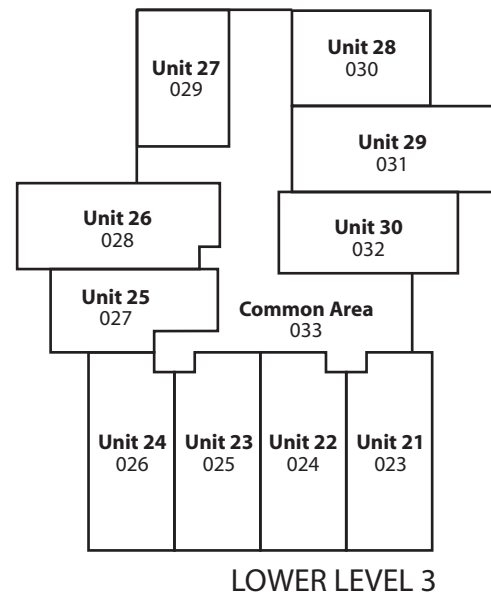 Unit 27
029
Unit 28
030
Unit 29
031
Unit 26
028
Unit 30
032
Unit 25
027
Common Area
033
Unit 24
026
Unit 23
025
Unit 22
024
Unit 21
023
LOWER LEVEL 3